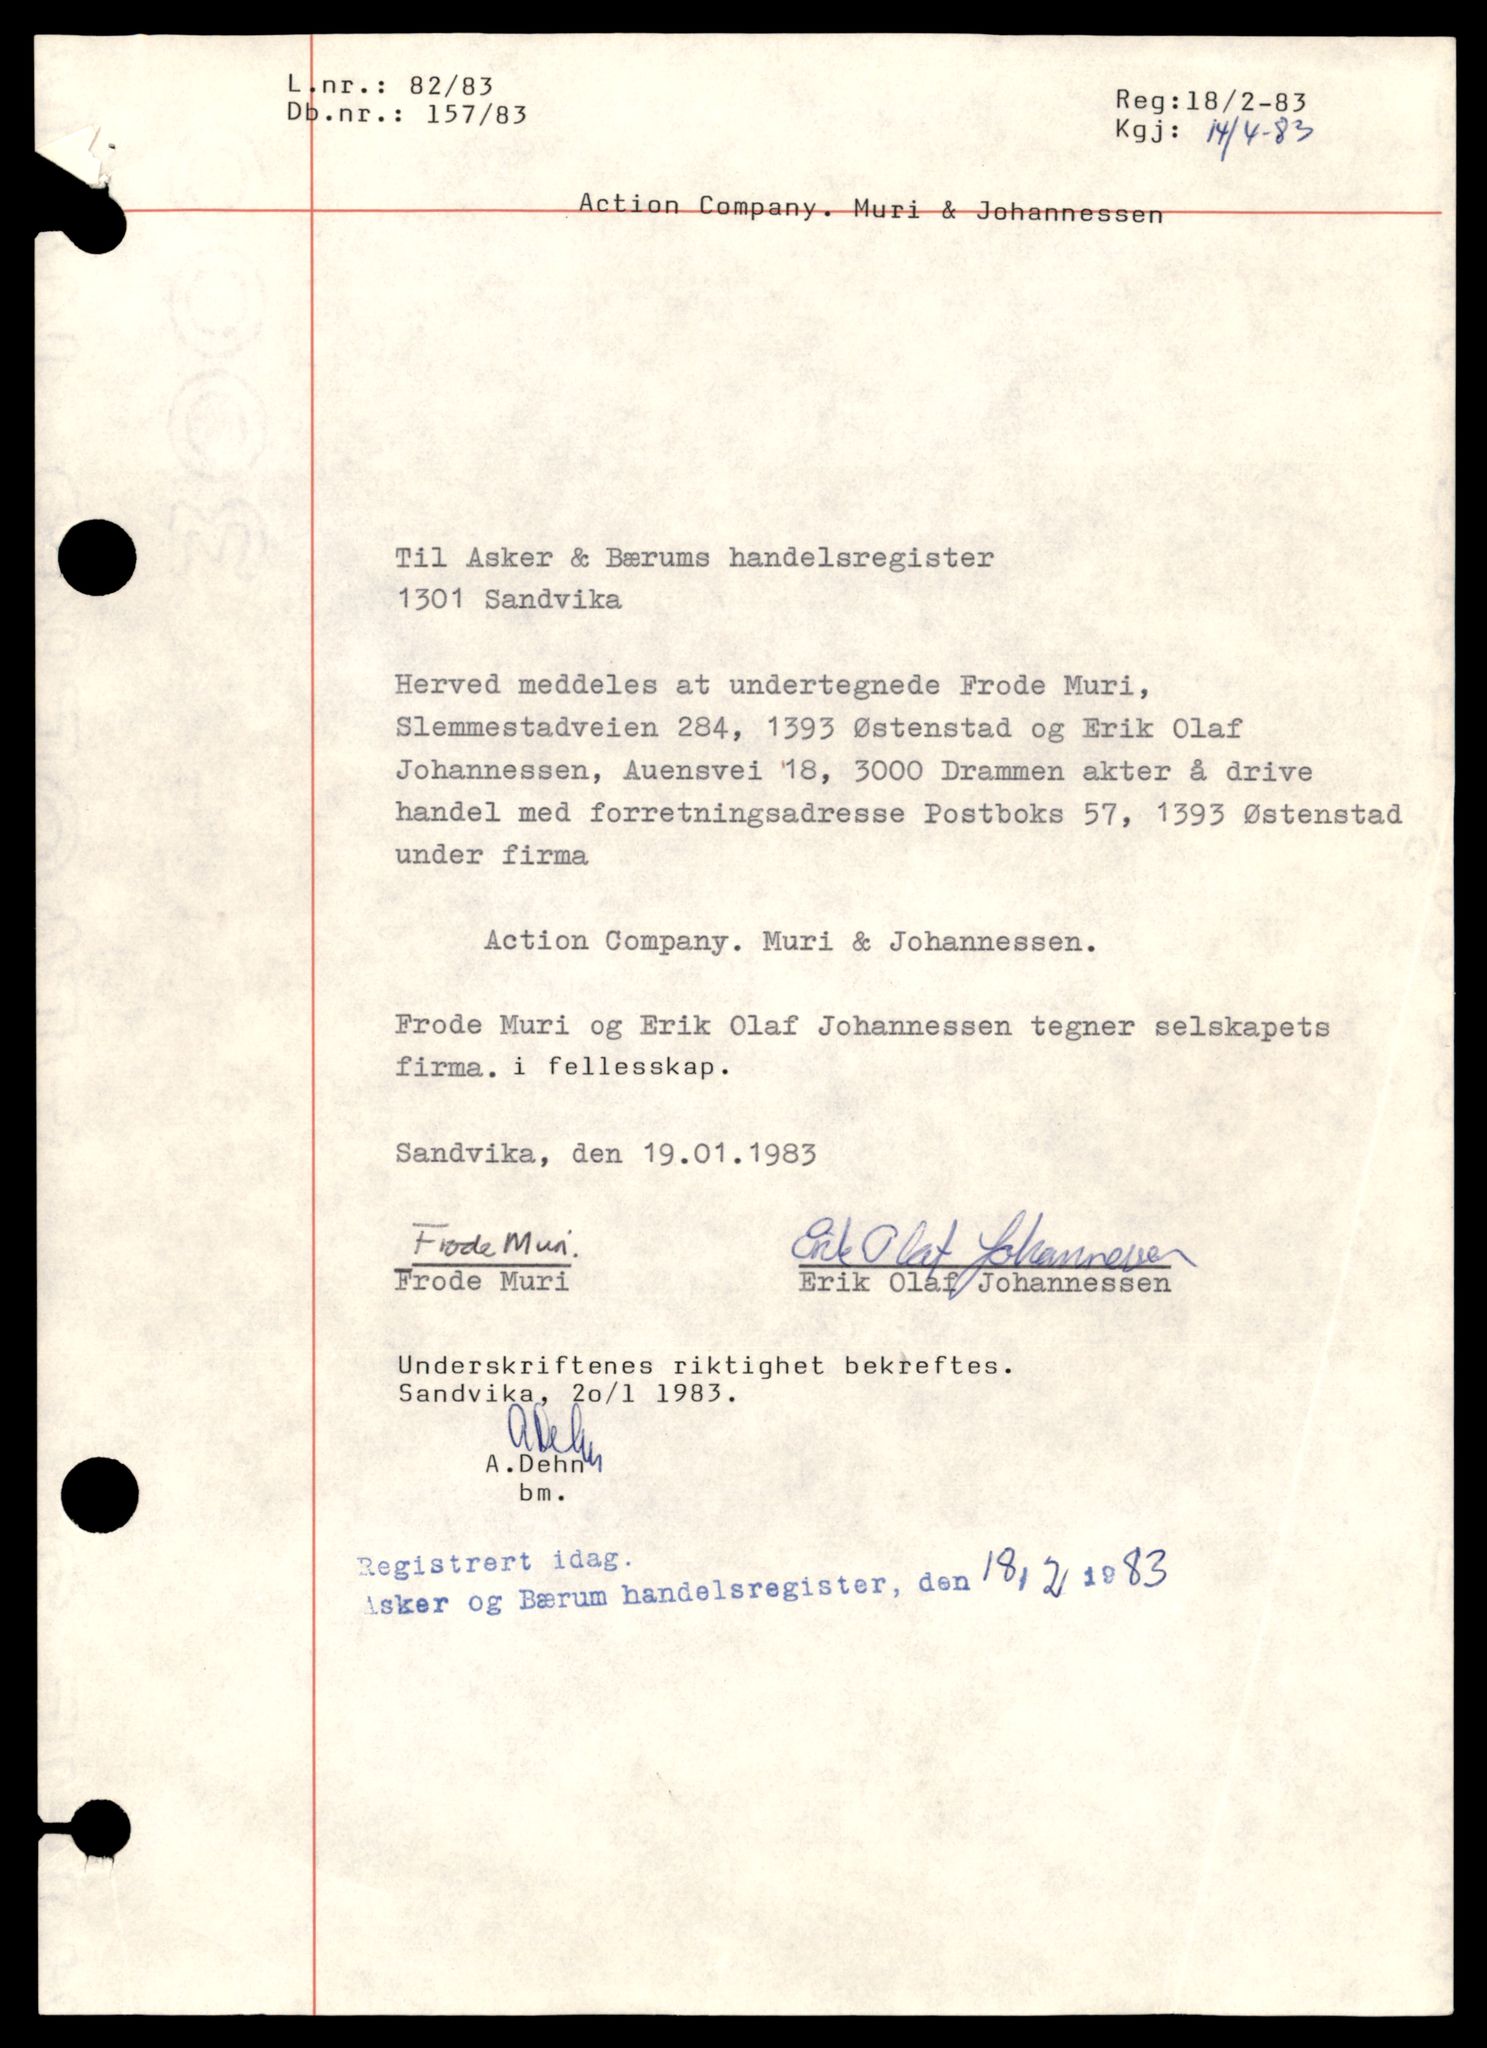 L.nr.: 82/83
Db.nr.: 157/83
Reg:18/2-83
Kgj: 14/4-83
Action Company. Muri & Johannessen
Til Asker & Bærums handelsregister
1301 Sandvika
Herved meddeles at undertegnede Frode Muri,
Slemmestadveien 284, 1393 Østenstad og Erik Olaf
Johannessen, Auensvei 18, 3000 Drammen akter å drive
handel med forretningsadresse Postboks 57, 1393 Østenstad
under firma
Action Company. Muri & Johannessen.
Frode Muri og Erik Olaf Johannessen tegner selskapets
firma. i fellesskap.
Sandvika, den 19.01.1983
Frode Muri. Erik Olaf Johannessen
Frode Muri Erik Olaf Johannessen
Underskriftenes riktighet bekreftes.
Sandvika, 2o/1 1983.
ADehn
A.Dehn
bm.
Registrert idag.
Asker og Bærum handelsregister, den 18, 2, 1983